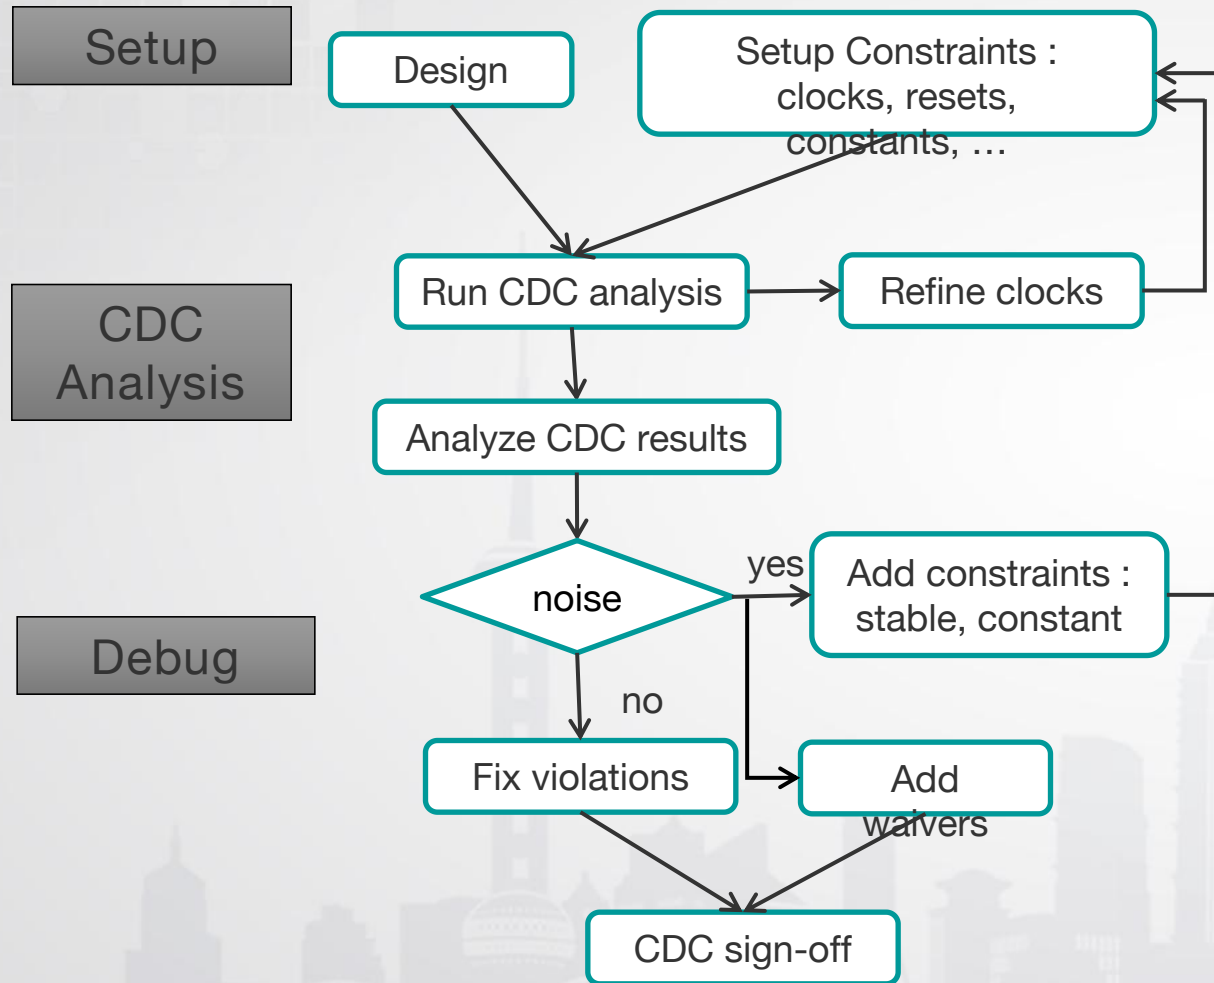 Setup
Design
Setup Constraints :
clocks, resets,
constants, …
CDC
Analysis
Run CDC analysis
Refine clocks
Analyze CDC results
Debug
noise
yes
Add constraints :
stable, constant
no
Fix violations
Add
waivers
CDC sign-off